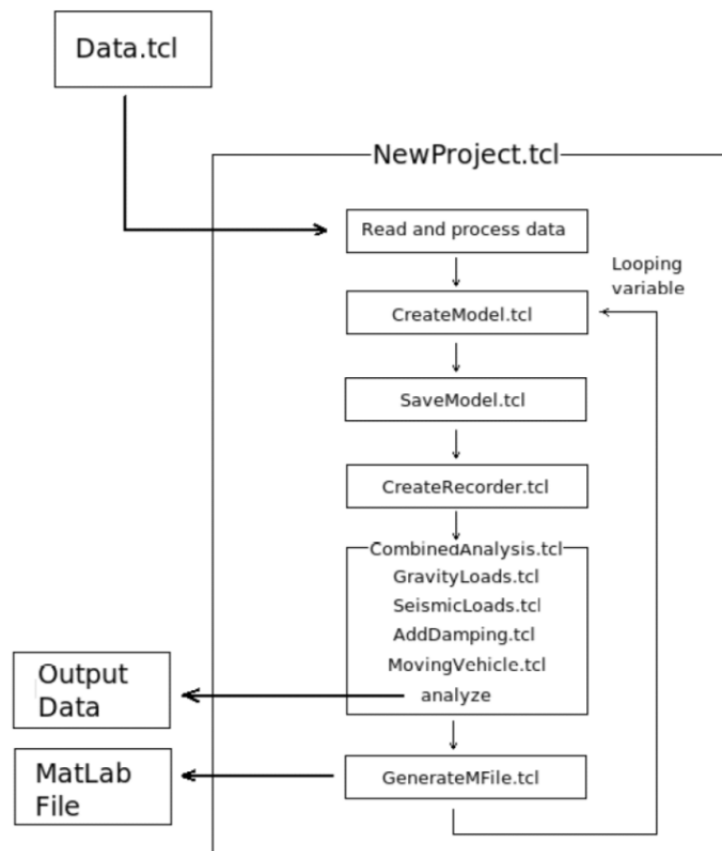 Data.tcl
NewProject.tcl
Read and process data
Looping
variable
CreateModel.tcl
SaveModel.tcl
CreateRecorder.tcl
CombinedAnalysis.tcl
GravityLoads.tcl
SeismicLoads.tcl
AddDamping.tcl
MovingVehicle.tcl
analyze
Output
Data
GenerateMFile.tcl
MatLab
File